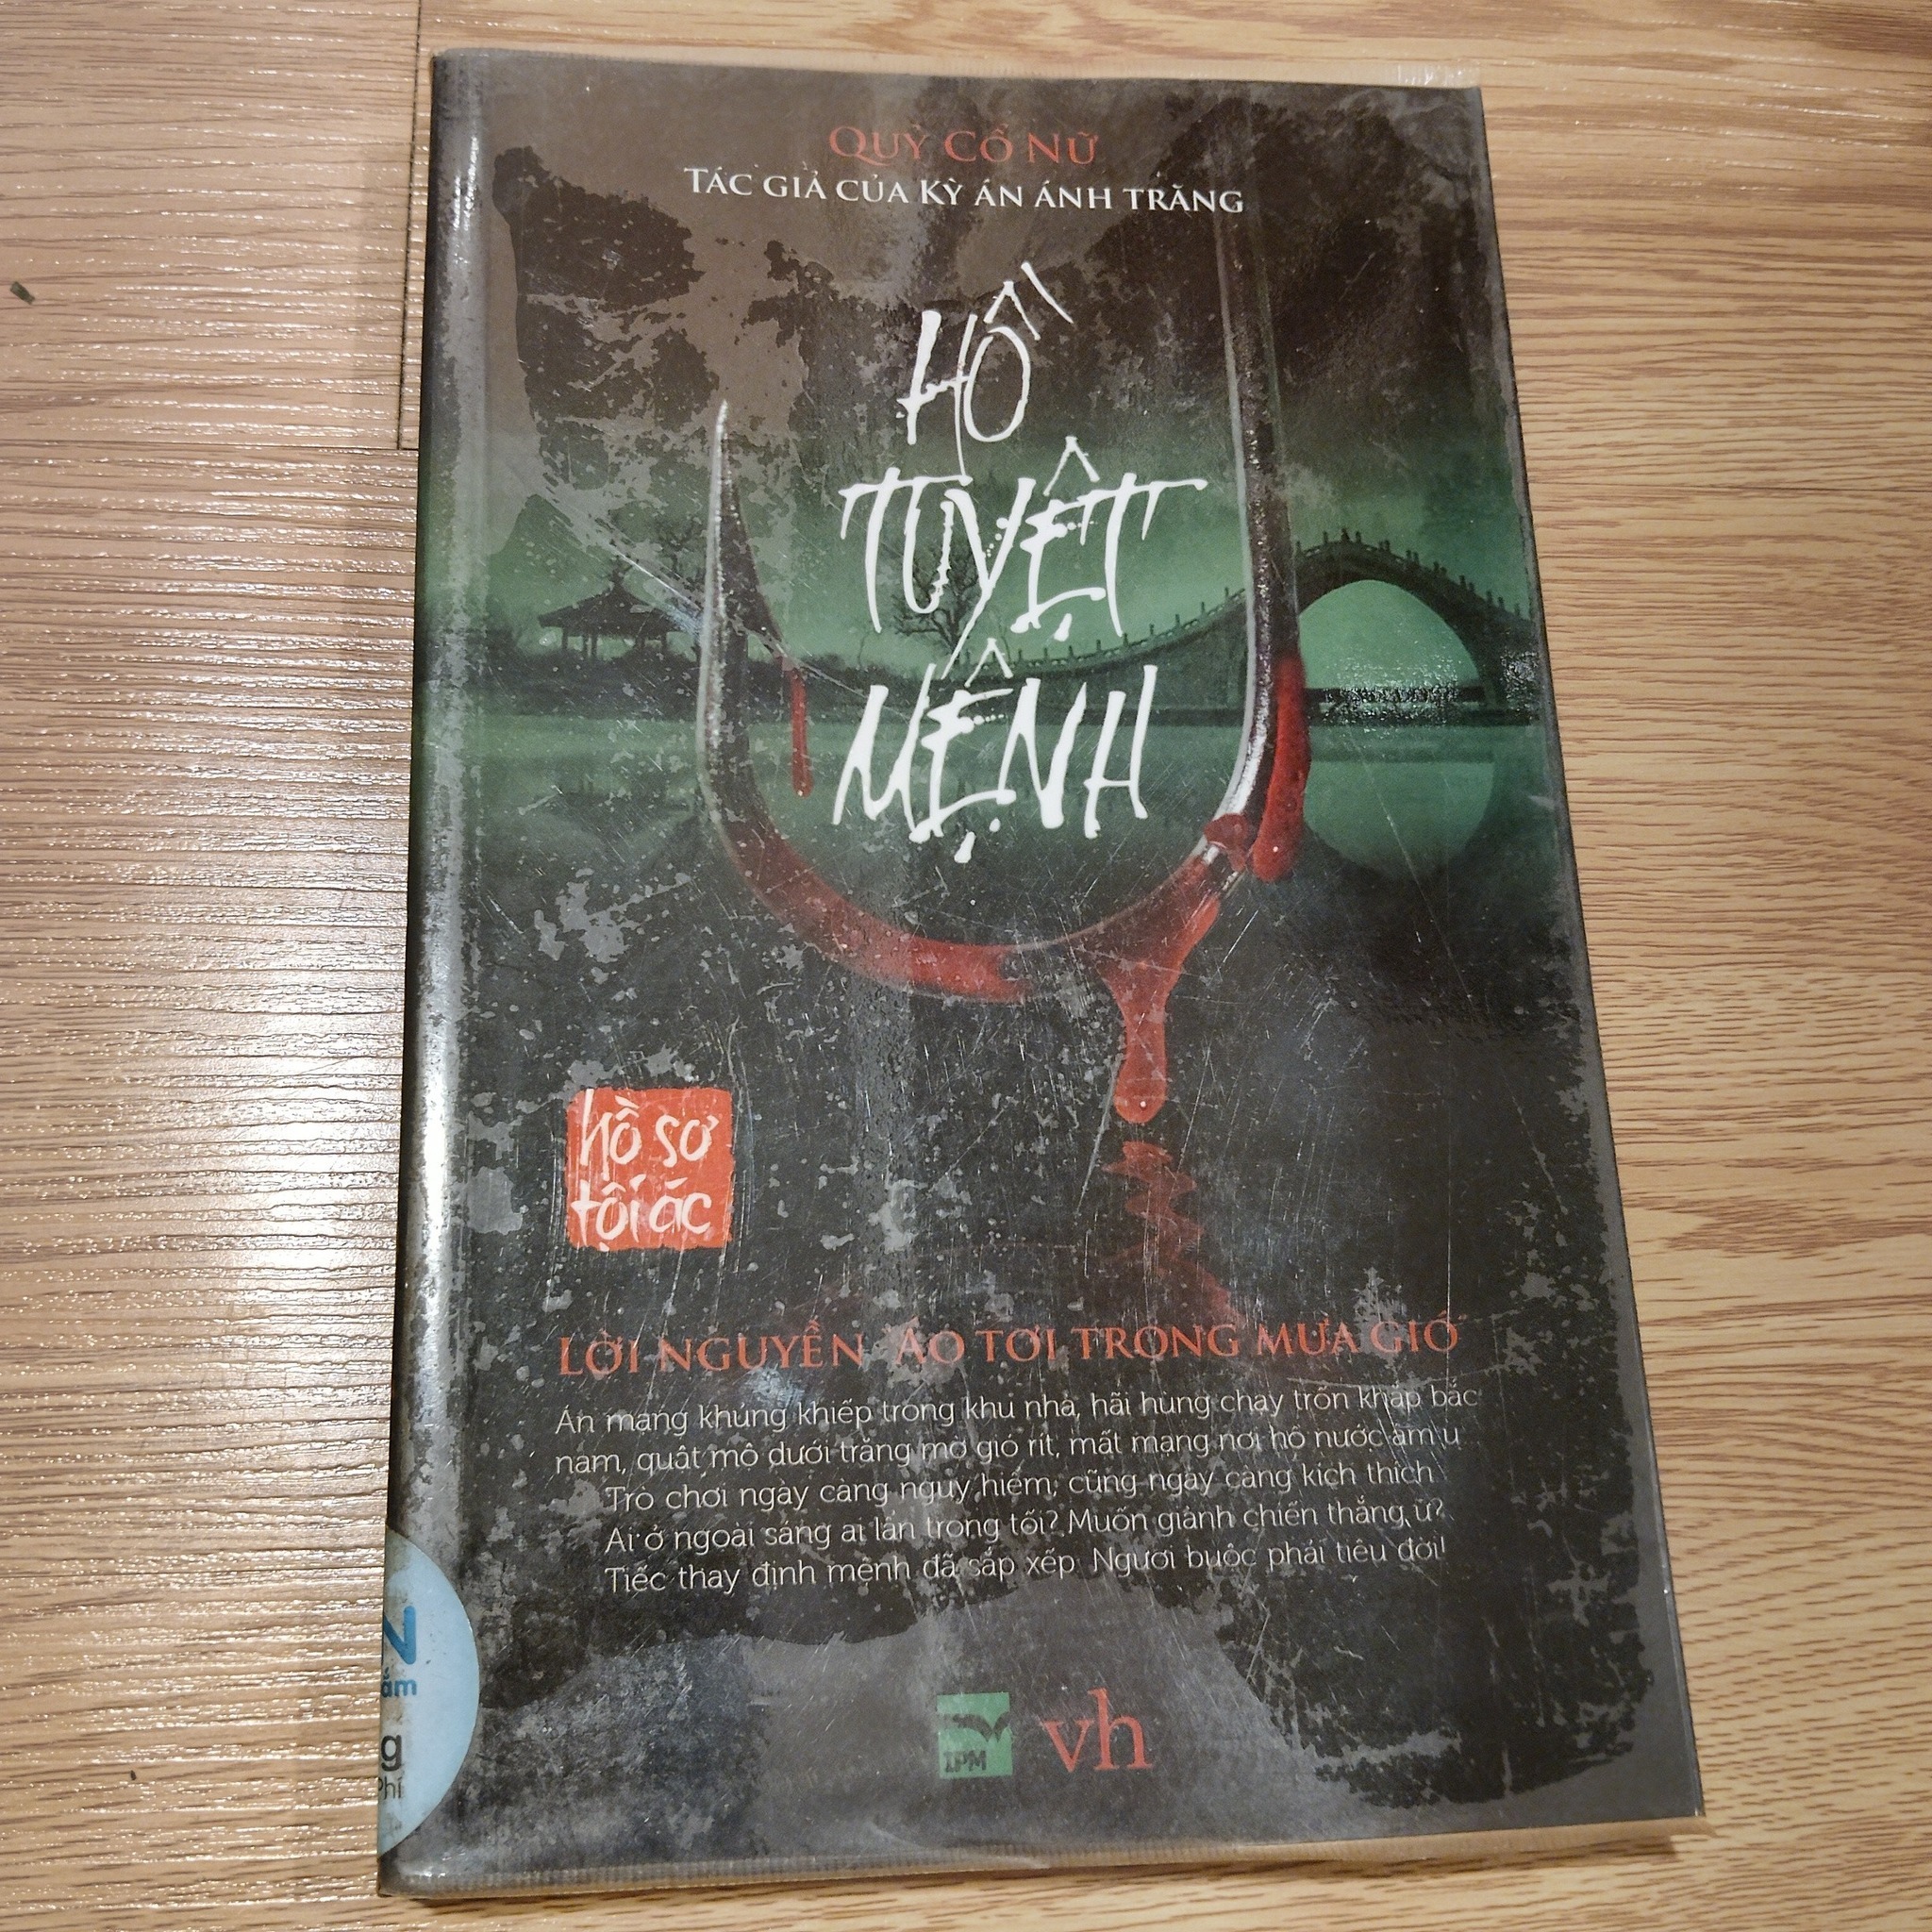 QUỶ CỔ NỮ
TÁC GIẢ CỦA KỲ ÁN ÁNH TRĂNG
HỒ
TUYỆT
MỆNH
hồ sơ
tội ác
LỜI NGUYỀN ÁO TƠI TRONG MƯA GIÓ
Án mạng khủng khiếp trong khu nhà, hãi hùng chạy trốn khắp bắc
nam, quật mồ dưới trăng mờ gió rít, mất mạng nơi hồ nước âm u...
Trò chơi ngày càng nguy hiểm, cũng ngày càng kích thích
Ai ở ngoài sáng ai lẩn trong tối? Muốn giành chiến thắng ư?
Tiếc thay định mệnh đã sắp xếp: Ngươi buộc phải tiêu đời!
N
ắm
g
Phí
IPM
vh